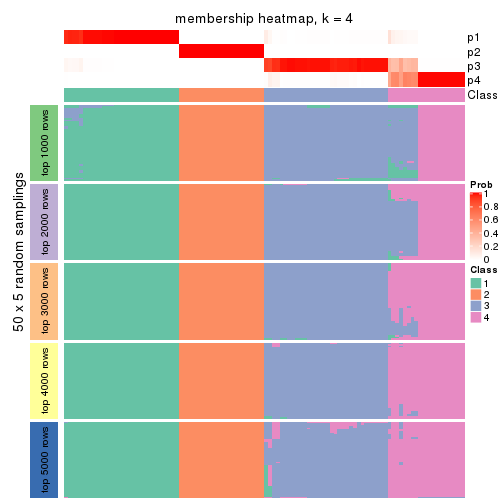 membership heatmap, k = 4
p1
p2
p3
p4
Class
50 x 5 random samplings
top 1000 rows
top 2000 rows
top 3000 rows
top 4000 rows
top 5000 rows
Prob
1
0.8
0.6
0.4
0.2
0
Class
1
2
3
4